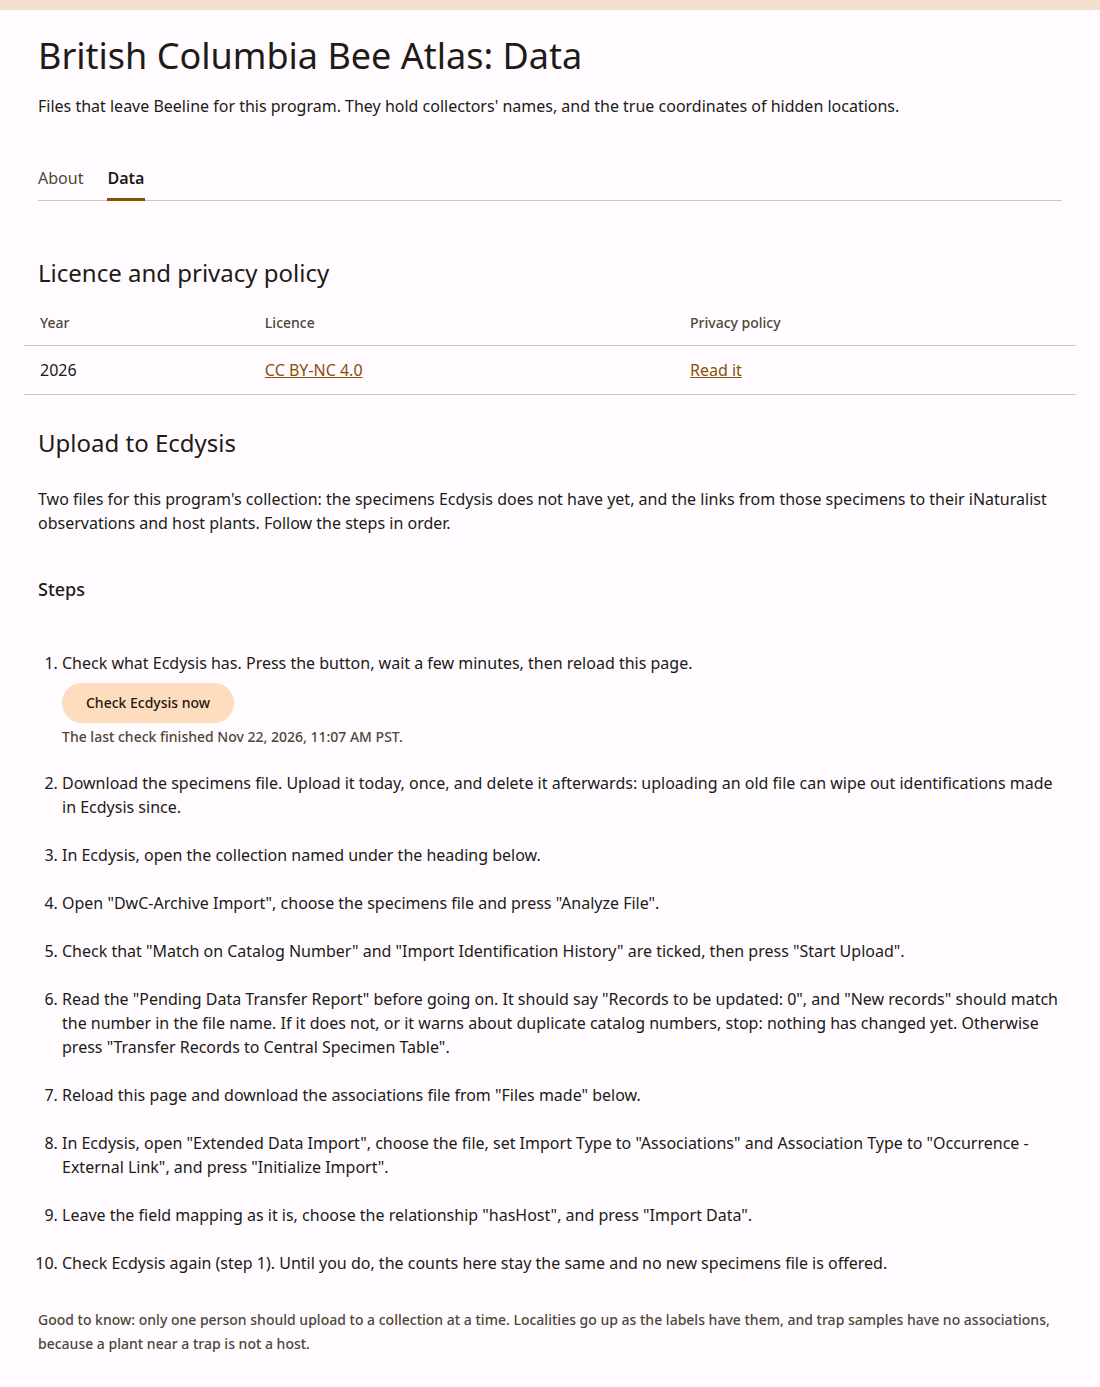 British Columbia Bee Atlas: Data
Files that leave Beeline for this program. They hold collectors' names, and the true coordinates of hidden locations.
About Data
Licence and privacy policy
Year Licence Privacy policy
2026 CC BY-NC 4.0 Read it
Upload to Ecdysis
Two files for this program's collection: the specimens Ecdysis does not have yet, and the links from those specimens to their iNaturalist
observations and host plants. Follow the steps in order.
Steps
1. Check what Ecdysis has. Press the button, wait a few minutes, then reload this page.
Check Ecdysis now
The last check finished Nov 22, 2026, 11:07 AM PST.
2. Download the specimens file. Upload it today, once, and delete it afterwards: uploading an old file can wipe out identifications made
in Ecdysis since.
3. In Ecdysis, open the collection named under the heading below.
4. Open "DwC-Archive Import", choose the specimens file and press "Analyze File".
5. Check that "Match on Catalog Number" and "Import Identification History" are ticked, then press "Start Upload".
6. Read the "Pending Data Transfer Report" before going on. It should say "Records to be updated: 0", and "New records" should match
the number in the file name. If it does not, or it warns about duplicate catalog numbers, stop: nothing has changed yet. Otherwise
press "Transfer Records to Central Specimen Table".
7. Reload this page and download the associations file from "Files made" below.
8. In Ecdysis, open "Extended Data Import", choose the file, set Import Type to "Associations" and Association Type to "Occurrence -
External Link", and press "Initialize Import".
9. Leave the field mapping as it is, choose the relationship "hasHost", and press "Import Data".
10. Check Ecdysis again (step 1). Until you do, the counts here stay the same and no new specimens file is offered.
Good to know: only one person should upload to a collection at a time. Localities go up as the labels have them, and trap samples have no associations,
because a plant near a trap is not a host.